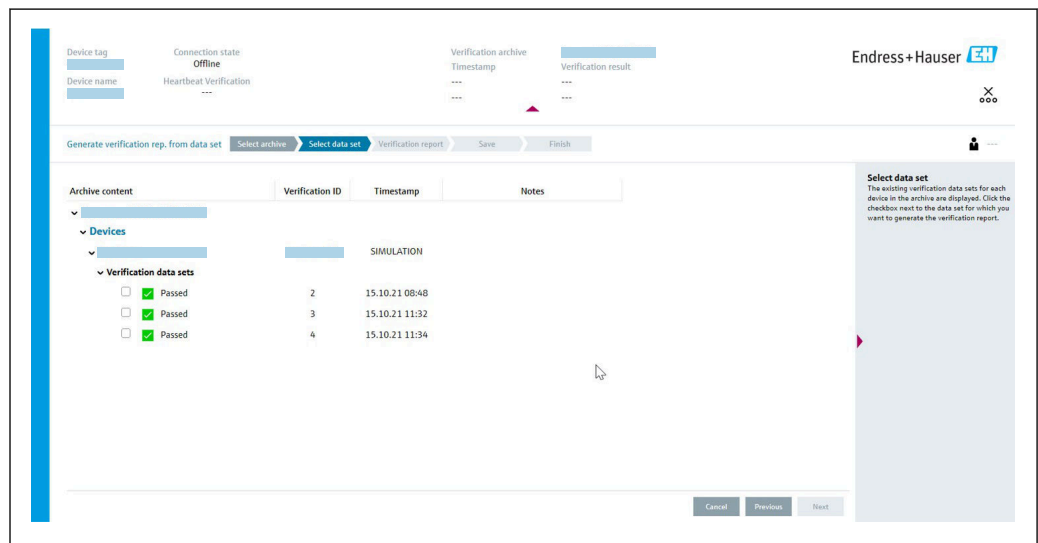 Device tag
Connection state
Offline
Device name
Heartbeat Verification
---
Verification archive
Timestamp
Verification result
--- ---
--- ---
Endress+Hauser EH
Generate verification rep. from data set
Select archive
Select data set
Verification report
Save
Finish
---
Archive content Verification ID Timestamp Notes
Devices
SIMULATION
Verification data sets
Passed 2 15.10.21 08:48
Passed 3 15.10.21 11:32
Passed 4 15.10.21 11:34
Select data set
The existing verification data sets for each
device in the archive are displayed. Click the
checkbox next to the data set for which you
want to generate the verification report.
Cancel
Previous
Next